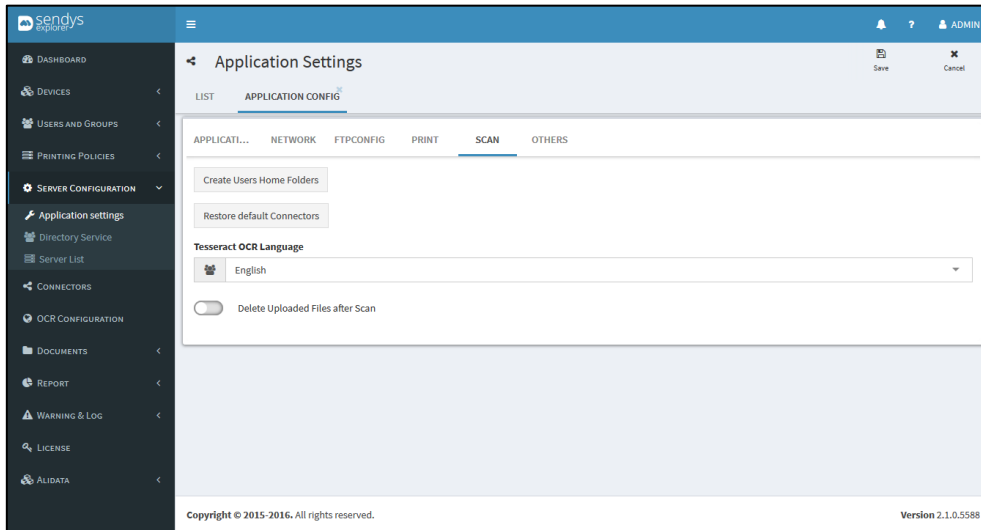 sendys
explorer
ADMIN
DASHBOARD
DEVICES
USERS AND GROUPS
PRINTING POLICIES
SERVER CONFIGURATION
Application settings
Directory Service
Server List
CONNECTORS
OCR CONFIGURATION
DOCUMENTS
REPORT
WARNING & LOG
LICENSE
ALIDATA
Application Settings
Save
Cancel
LIST APPLICATION CONFIG
APPLICATI... NETWORK FTPCONFIG PRINT SCAN OTHERS
Create Users Home Folders
Restore default Connectors
Tesseract OCR Language
English
Delete Uploaded Files after Scan
Copyright © 2015-2016. All rights reserved.
Version 2.1.0.5588